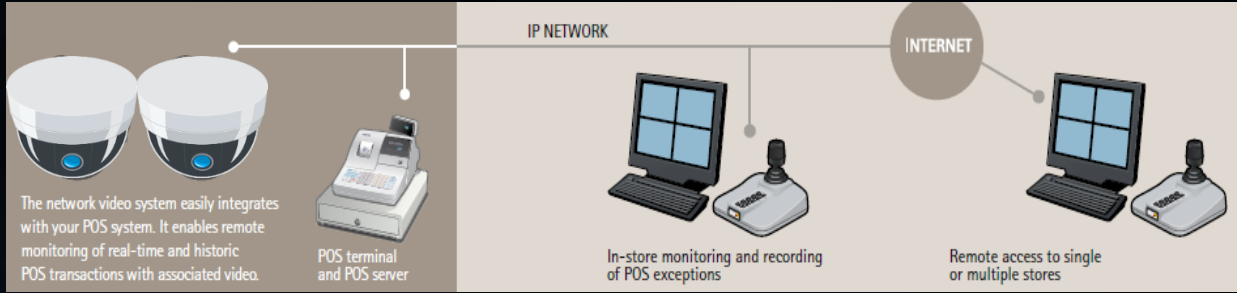 IP NETWORK
INTERNET
The network video system easily integrates
with your POS system. It enables remote
monitoring of real-time and historic
POS transactions with associated video.
POS terminal
and POS server
In-store monitoring and recording
of POS exceptions
Remote access to single
or multiple stores